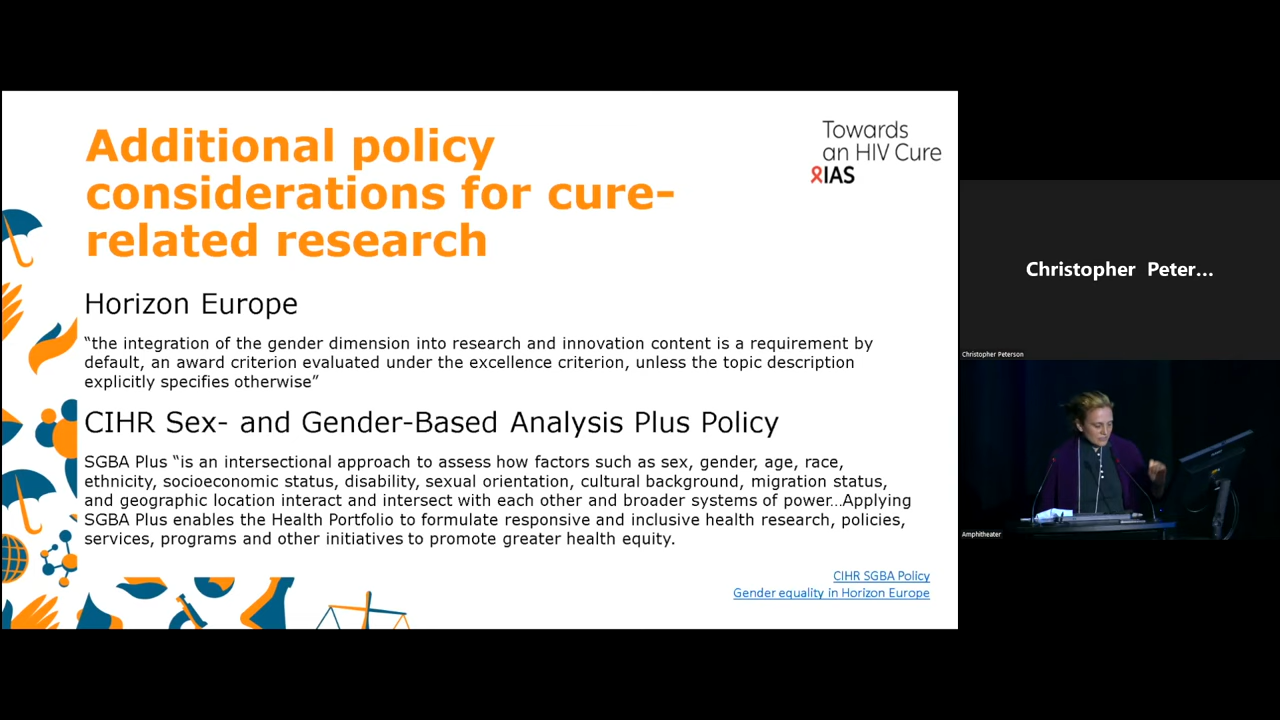 Additional policy
considerations for cure-
related research
Towards
an HIV Cure
IAS
Horizon Europe
“the integration of the gender dimension into research and innovation content is a requirement by
default, an award criterion evaluated under the excellence criterion, unless the topic description
explicitly specifies otherwise”
CIHR Sex- and Gender-Based Analysis Plus Policy
SGBA Plus “is an intersectional approach to assess how factors such as sex, gender, age, race,
ethnicity, socioeconomic status, disability, sexual orientation, cultural background, migration status,
and geographic location interact and intersect with each other and broader systems of power…Applying
SGBA Plus enables the Health Portfolio to formulate responsive and inclusive health research, policies,
services, programs and other initiatives to promote greater health equity.
CIHR SGBA Policy
Gender equality in Horizon Europe
Christopher Peter...
Christopher Peterson
Amphitheater